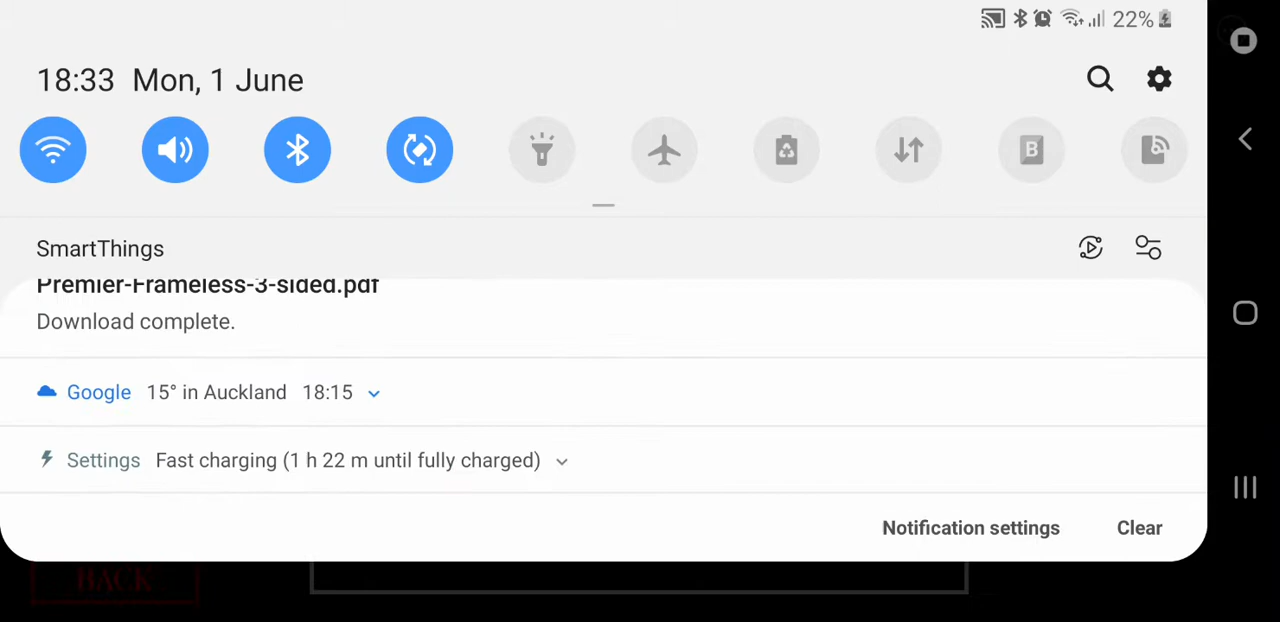 22%
18:33 Mon, 1 June
B
SmartThings
Premier-Frameless-3-sided.pdf
Download complete.
Google 15° in Auckland 18:15
Settings Fast charging (1 h 22 m until fully charged)
Notification settings Clear
BACK